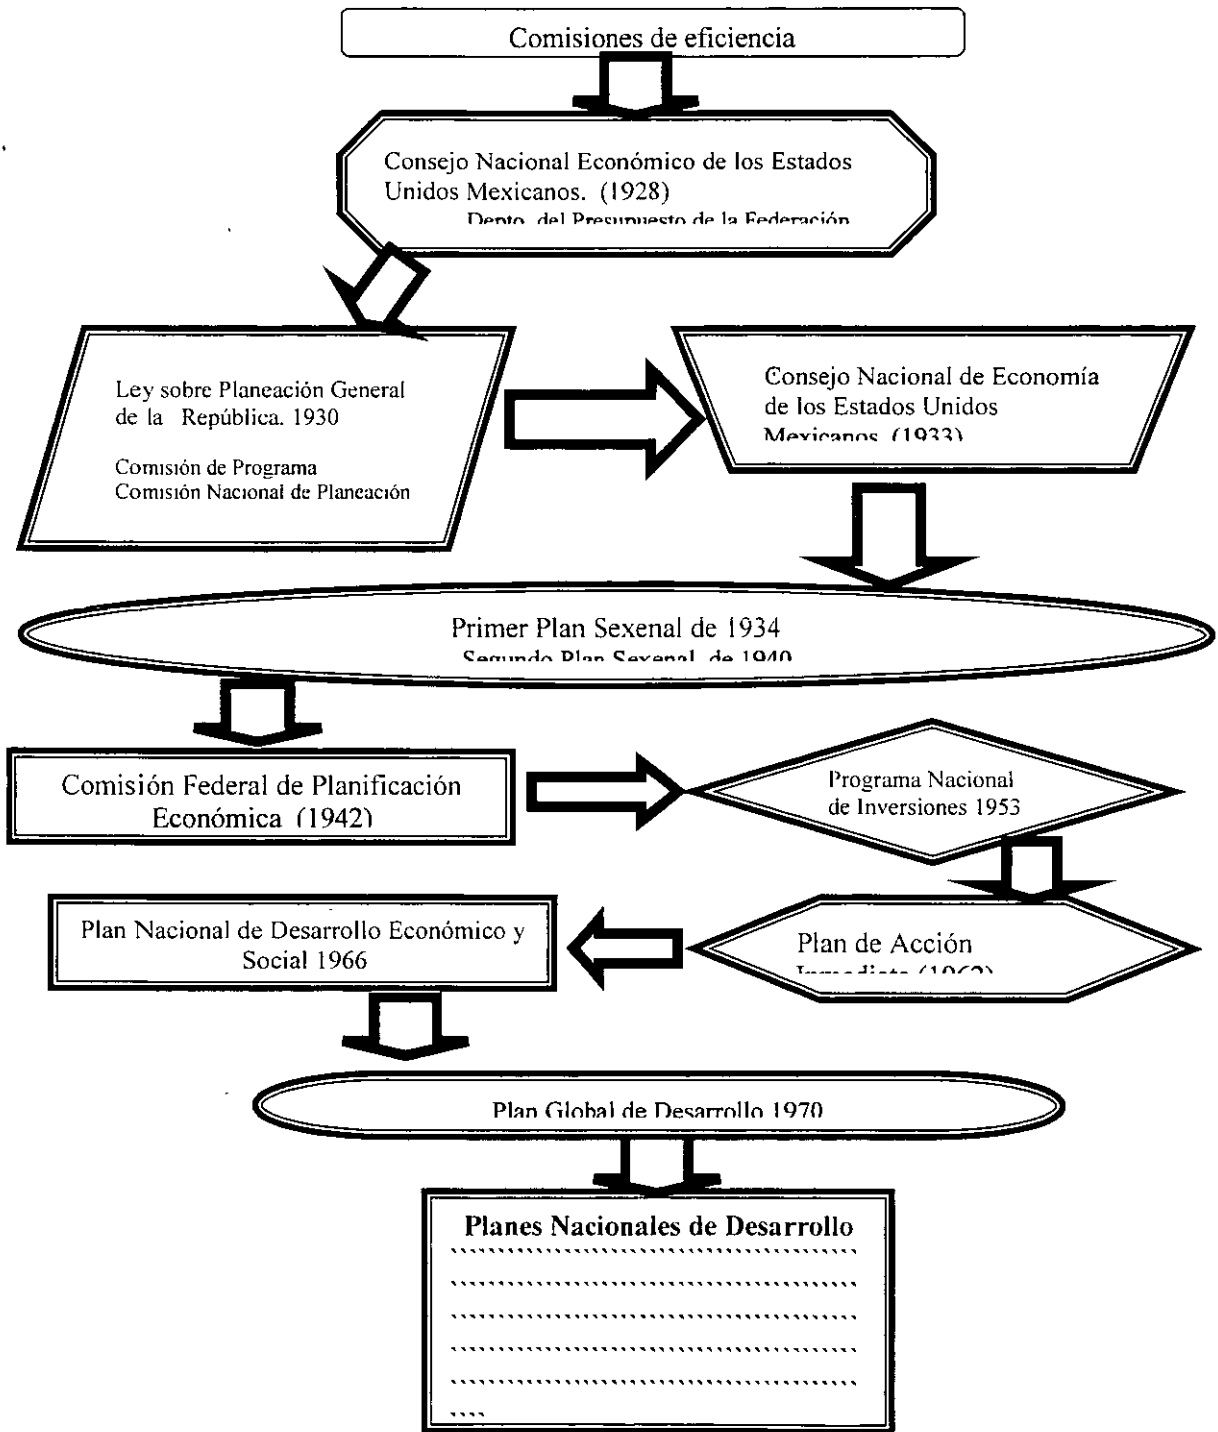 Comisiones de eficiencia
Consejo Nacional Económico de los Estados
Unidos Mexicanos. (1928)
Depto. del Presupuesto de la Federación
Ley sobre Planeación General
de la República. 1930
Comisión de Programa
Comisión Nacional de Planeación
Consejo Nacional de Economía
de los Estados Unidos
Mexicanos. (1933)
Primer Plan Sexenal de 1934
Segundo Plan Sexenal de 1940
Comisión Federal de Planificación
Económica (1942)
Programa Nacional
de Inversiones 1953
Plan de Acción
Inmediata (1962)
Plan Nacional de Desarrollo Económico y
Social 1966
Plan Global de Desarrollo 1970
Planes Nacionales de Desarrollo